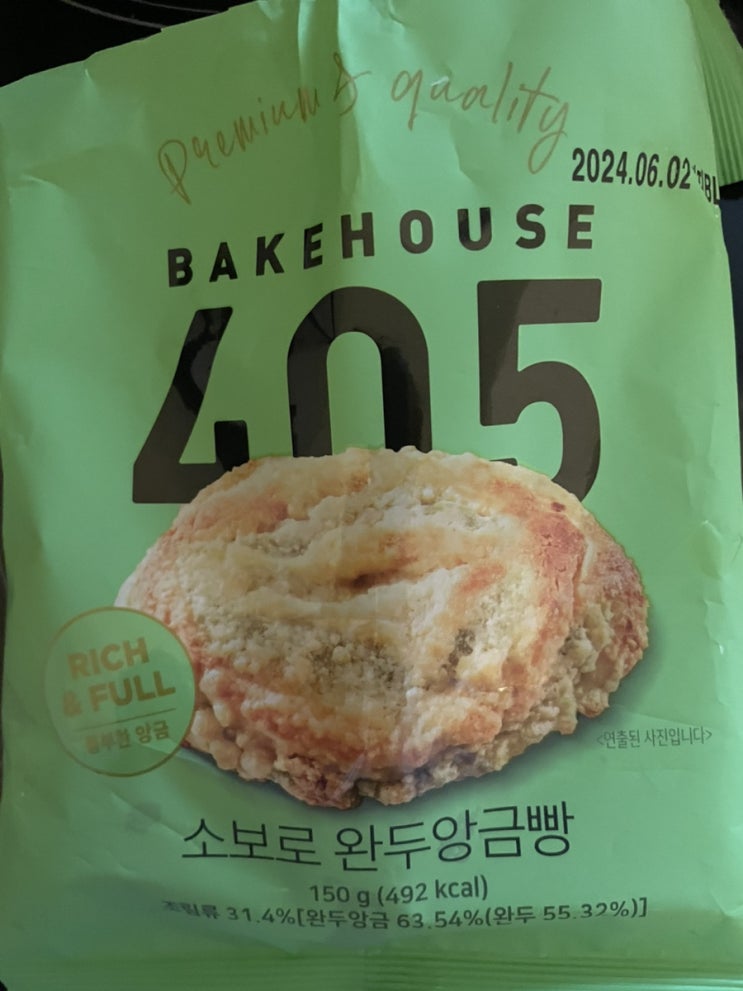 Premium & quality
2024.06.02
BAKEHOUSE
405
RICH
& FULL
풍부한 앙금
<연출된 사진입니다>
소보로 완두앙금빵
150 g (492 kcal)
31.4%[완두앙금 63.54%(완두 55.32%)]